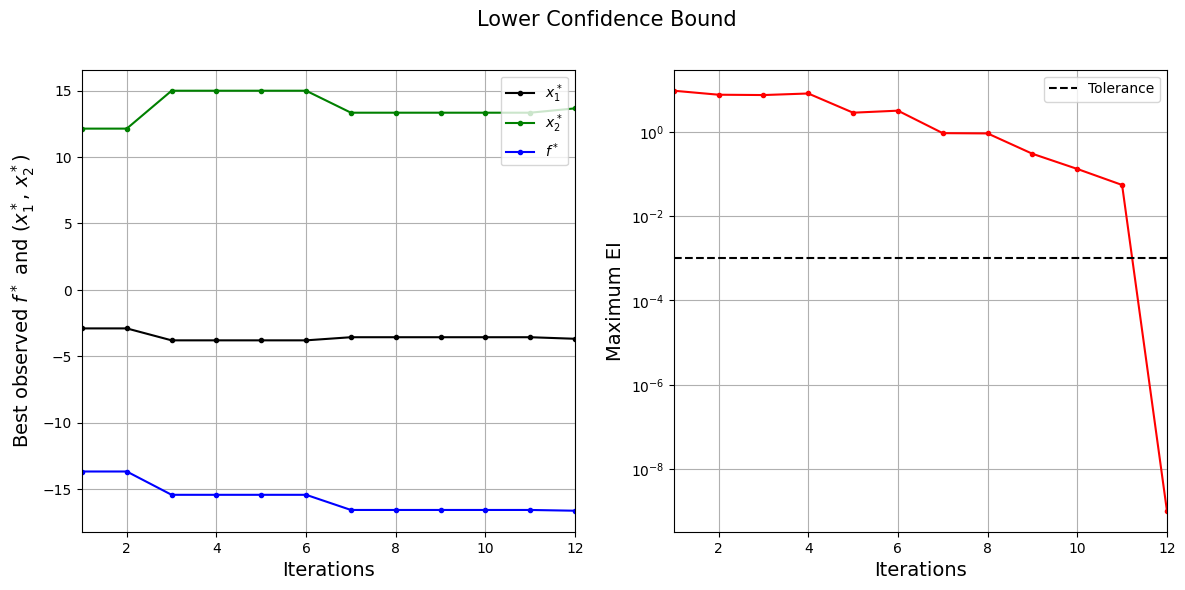 Lower Confidence Bound
Best observed f* and (x₁*, x₂*)
15
10
5
0
−5
−10
−15
2
4
6
8
10
12
Iterations
x₁*
x₂*
f*
Maximum EI
10⁰
10⁻²
10⁻⁴
10⁻⁶
10⁻⁸
2
4
6
8
10
12
Iterations
Tolerance